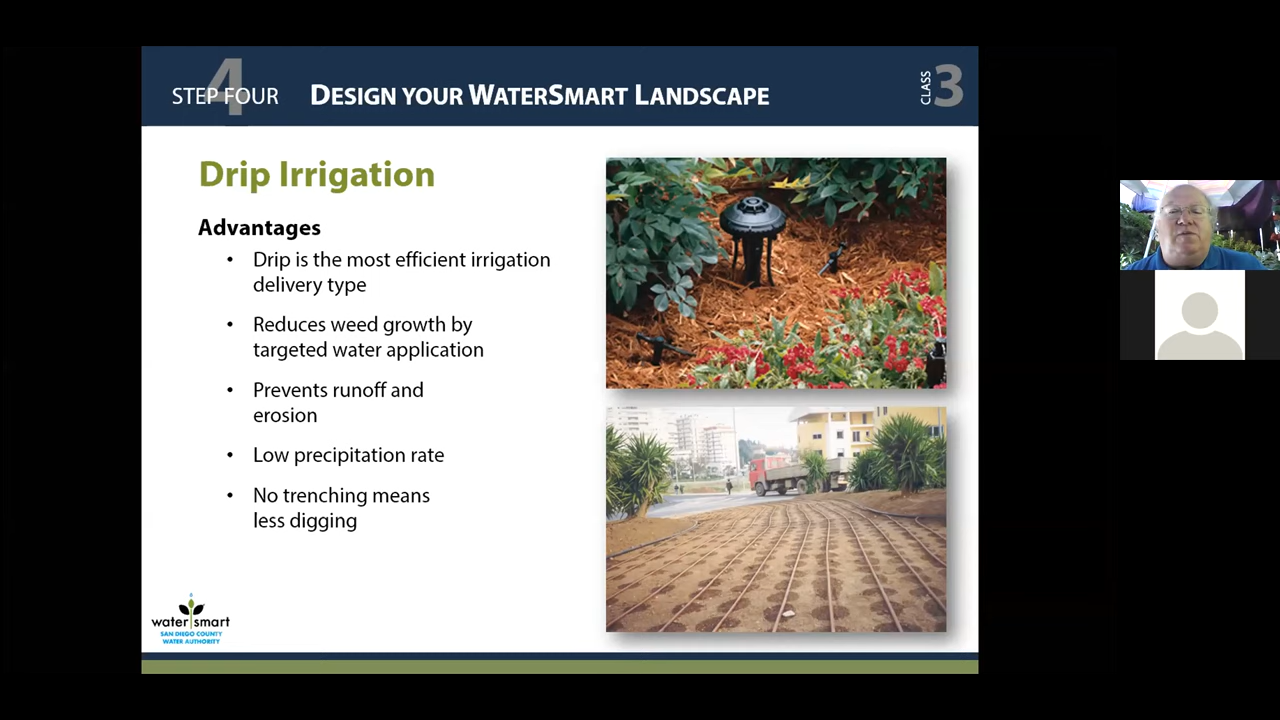 STEP FOUR
4
DESIGN YOUR WATERSMART LANDSCAPE
CLASS
3
Drip Irrigation
Advantages
• Drip is the most efficient irrigation
delivery type
• Reduces weed growth by
targeted water application
• Prevents runoff and
erosion
• Low precipitation rate
• No trenching means
less digging
water smart
SAN DIEGO COUNTY
WATER AUTHORITY